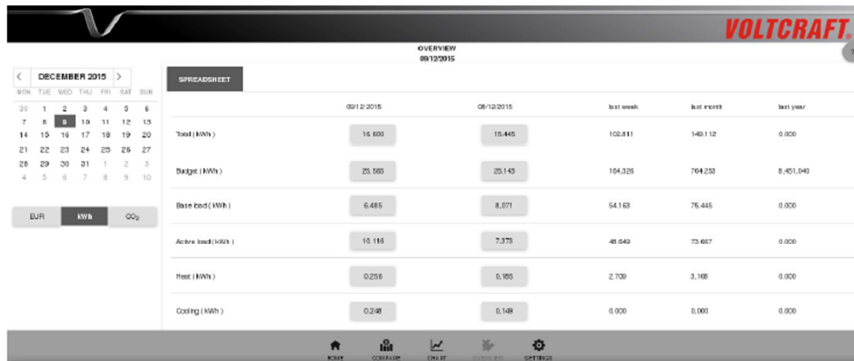 VOLTCRAFT.
OVERVIEW
09/12/2015
DECEMBER 2015
SPREADSHEET
MON TUE WED THU FRI SAT SUN
30 1 2 3 4 5 6
7 8 9 10 11 12 13
14 15 16 17 18 19 20
21 22 23 24 25 26 27
28 29 30 31 1 2 3
4 5 6 7 8 9 10
EUR kWh CO₂
09/12/2015 08/12/2015 last week last month last year
Total ( kWh ) 16.600 15.445 102.811 149.112 0.000
Budget ( kWh ) 25.565 25.143 164.326 704.253 8,451.040
Base load ( kWh ) 6.485 8.071 54.163 75.445 0.000
Active load ( kWh ) 10.116 7.373 48.649 73.667 0.000
Heat ( kWh ) 0.256 0.185 2.709 3.168 0.000
Cooling ( kWh ) 0.248 0.149 0.000 0.000 0.000
HOME COMPARE CHART SETTINGS